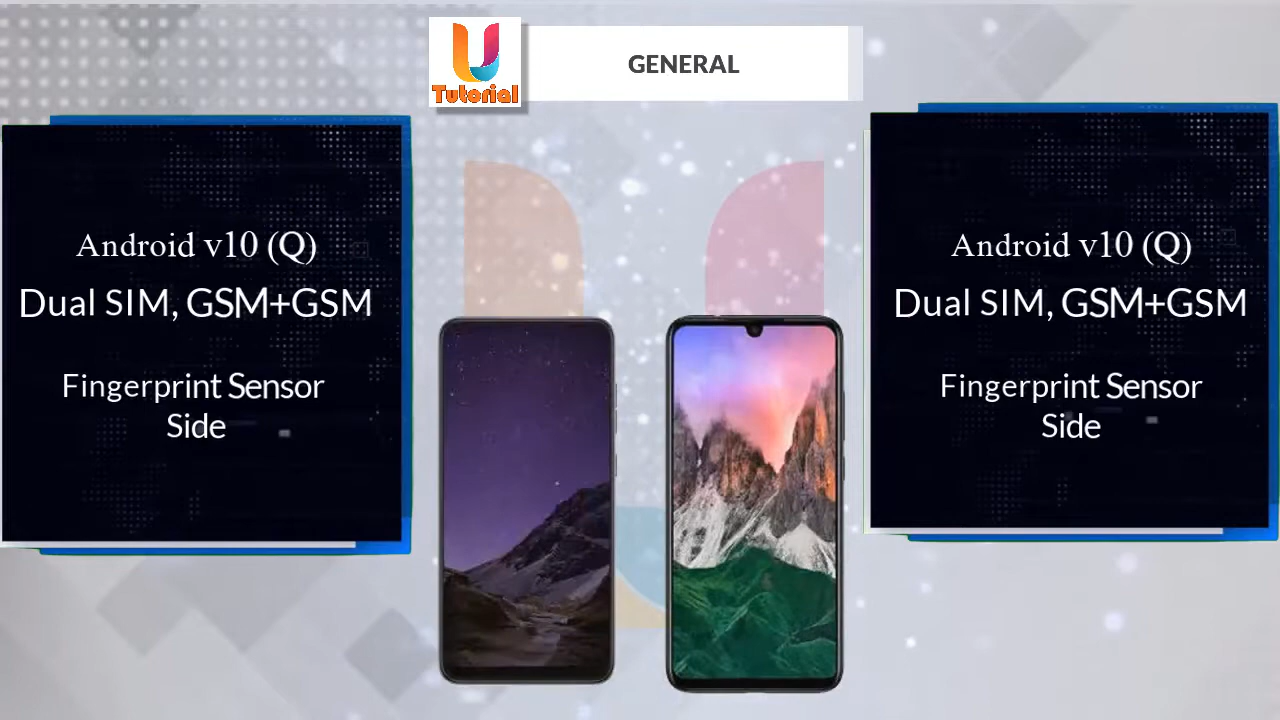 Tutorial
GENERAL
Android v10 (Q)
Dual SIM, GSM+GSM
Fingerprint Sensor
Side
Android v10 (Q)
Dual SIM, GSM+GSM
Fingerprint Sensor
Side